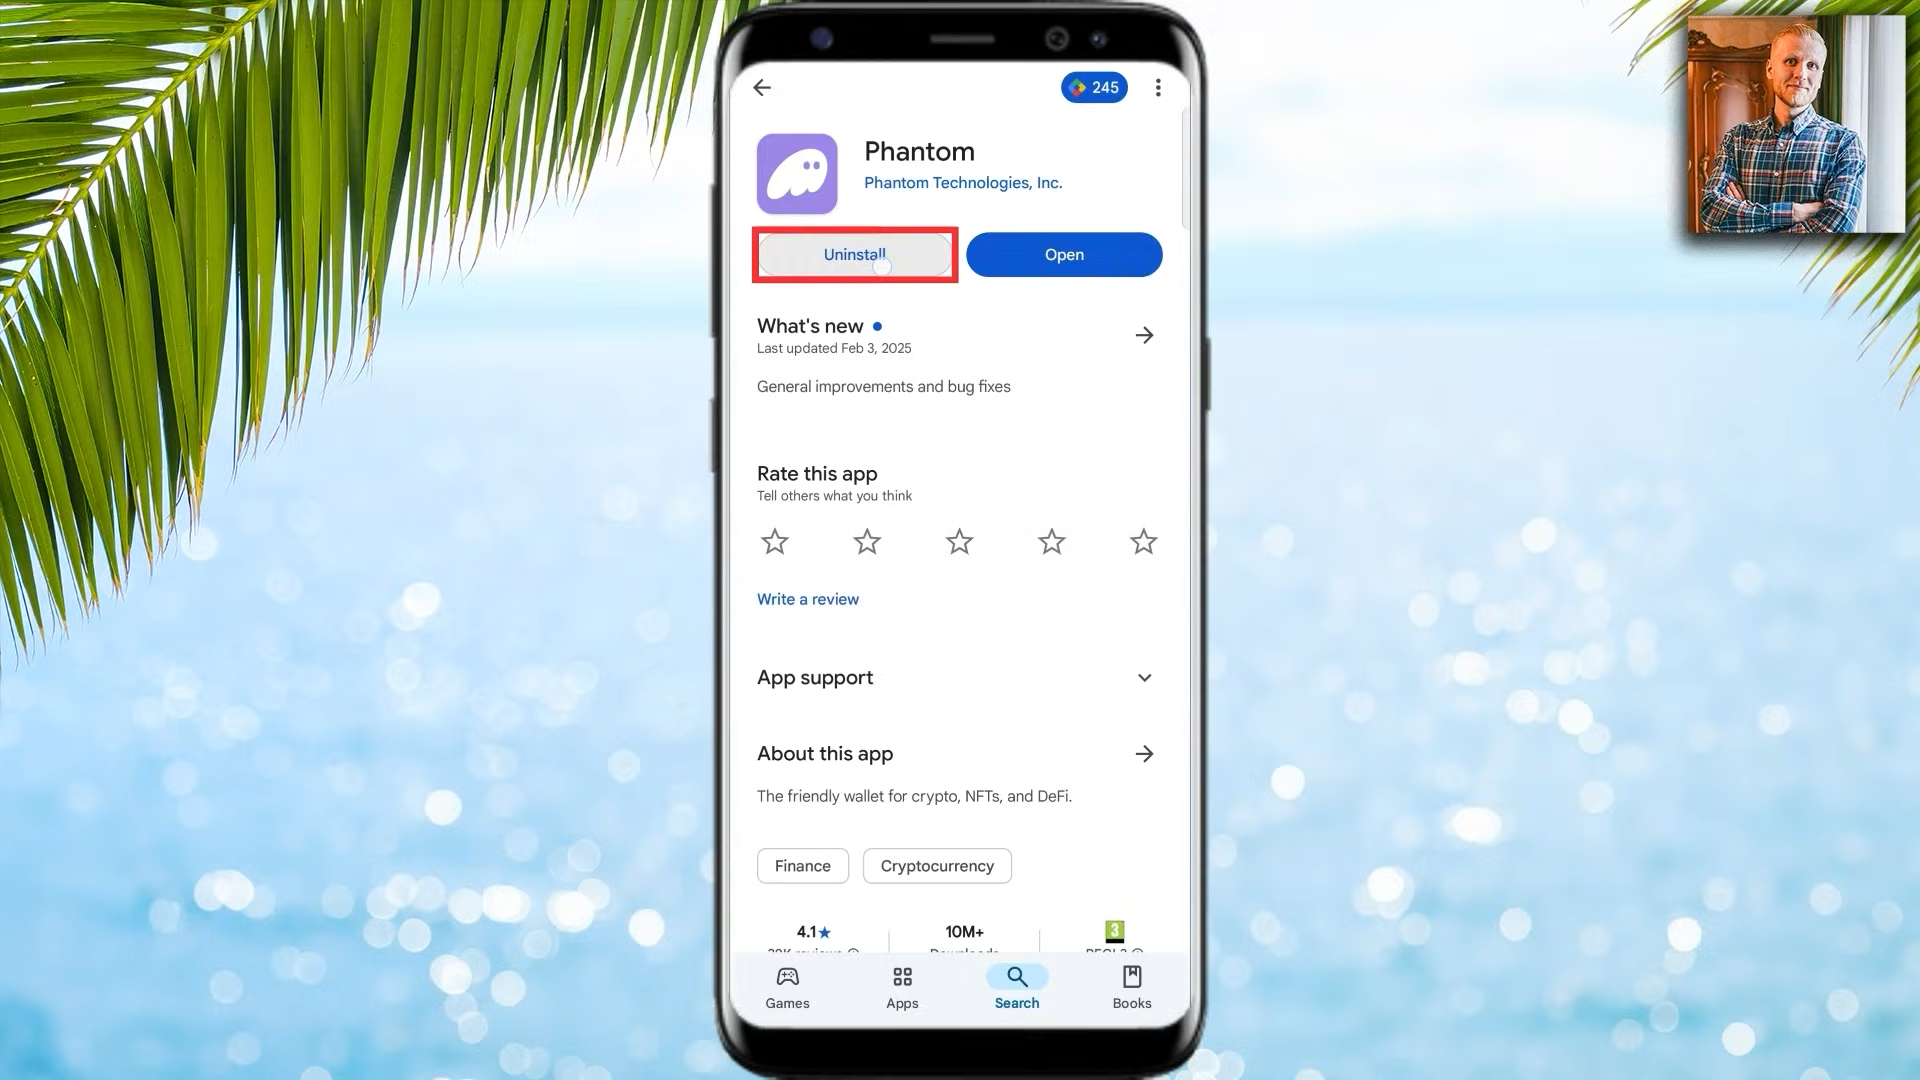 245
Phantom
Phantom Technologies, Inc.
Uninstall
Open
What's new
Last updated Feb 3, 2025
General improvements and bug fixes
Rate this app
Tell others what you think
Write a review
App support
About this app
The friendly wallet for crypto, NFTs, and DeFi.
Finance
Cryptocurrency
4.1★
10M+
3
Games
Apps
Search
Books